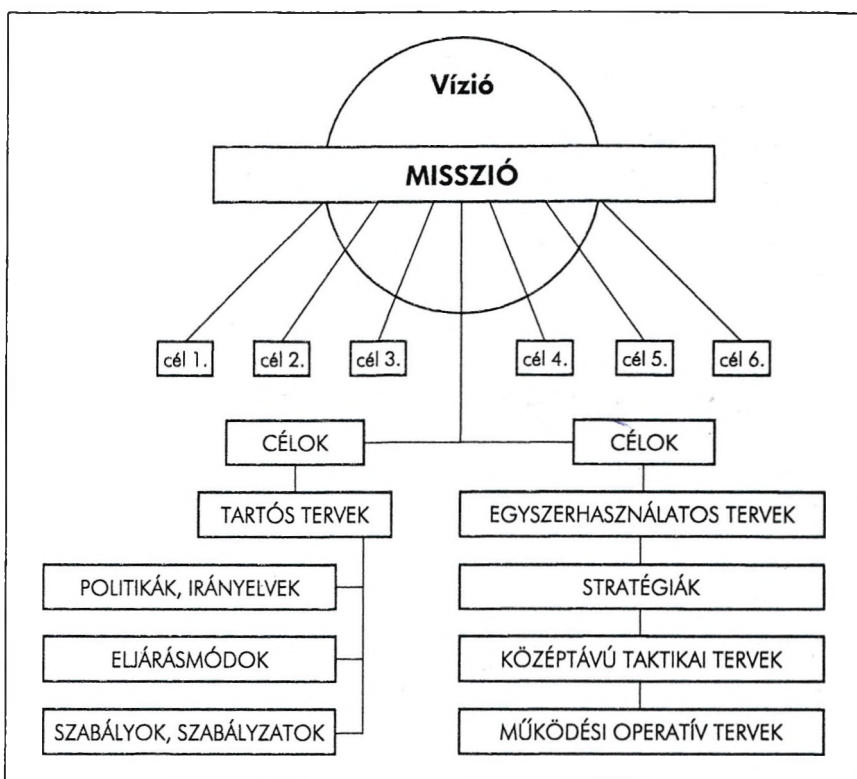 Vízió
MISSZIÓ
cél 1.
cél 2.
cél 3.
cél 4.
cél 5.
cél 6.
CÉLOK
CÉLOK
TARTÓS TERVEK
EGYSZERHASZNÁLATOS TERVEK
POLITIKÁK, IRÁNYELVEK
STRATÉGIÁK
ELJÁRÁSMÓDOK
KÖZÉPTÁVÚ TAKTIKAI TERVEK
SZABÁLYOK, SZABÁLYZATOK
MŰKÖDÉSI OPERATÍV TERVEK